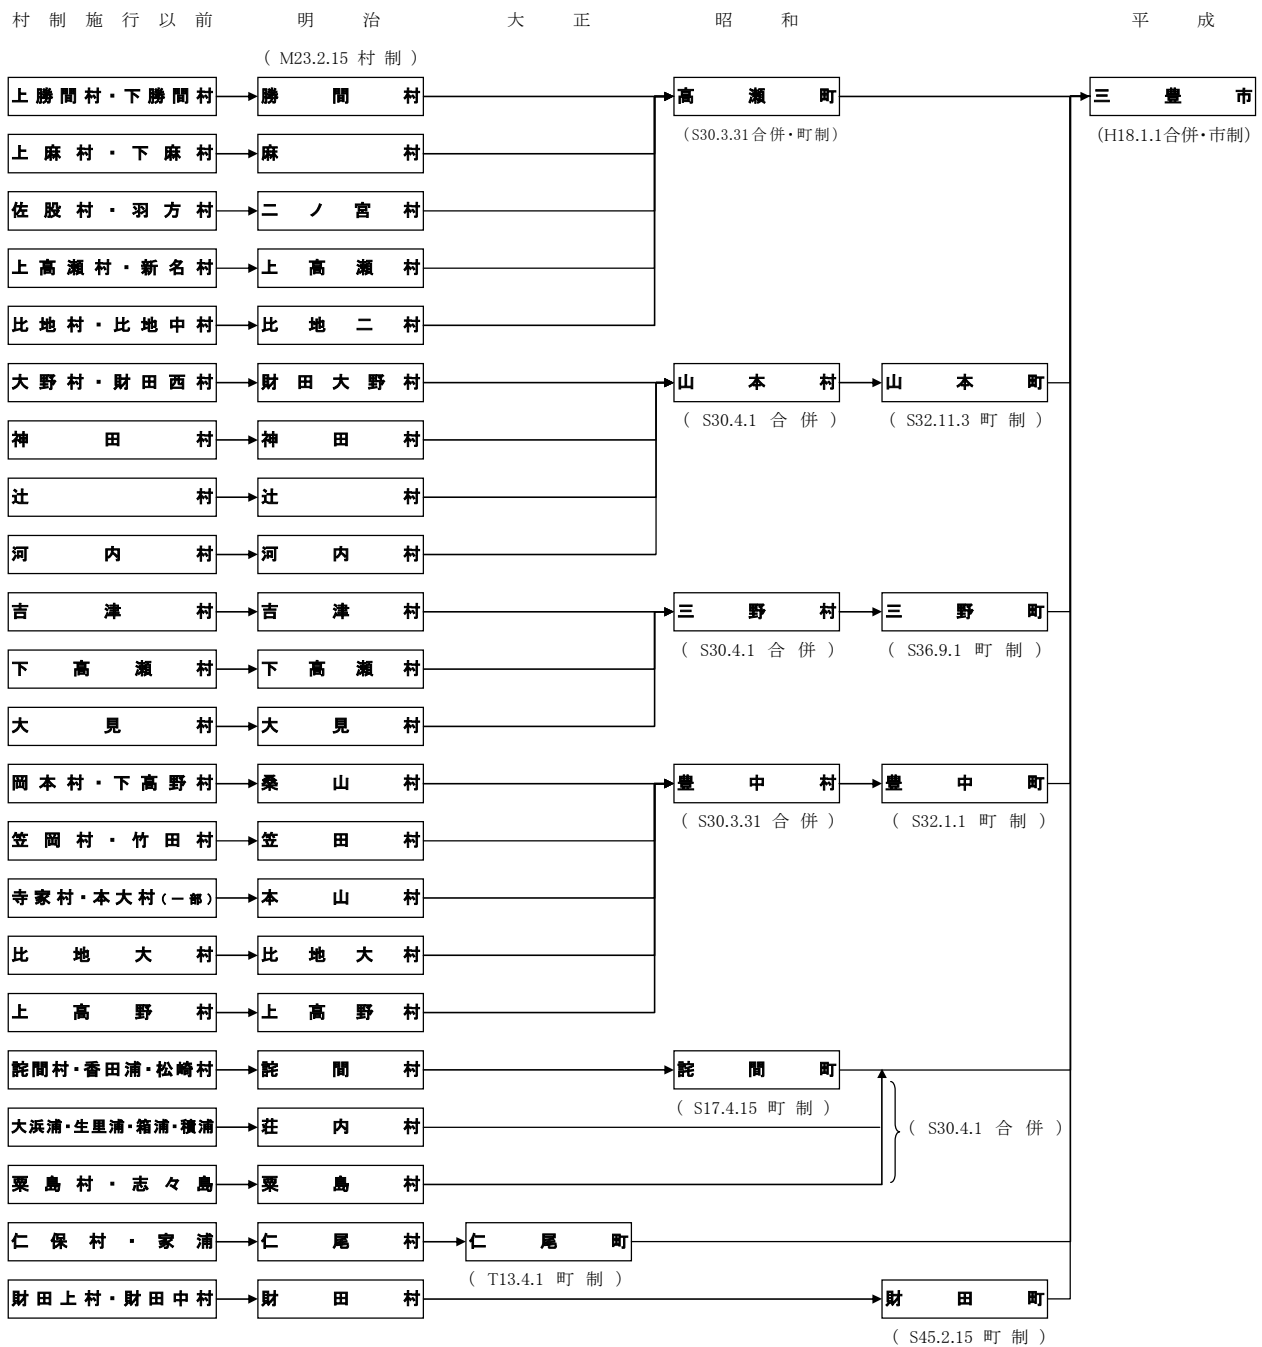 村制施行以前 明治 大正 昭和 平成
( M23.2.15 村制 )
上勝間村・下勝間村 勝間村 高瀬町 三豊市
(S30.3.31合併・町制) (H18.1.1合併・市制)
上麻村・下麻村 麻村
佐股村・羽方村 二ノ宮村
上高瀬村・新名村 上高瀬村
比地村・比地中村 比地二村
大野村・財田西村 財田大野村 山本村 山本町
( S30.4.1 合併 ) ( S32.11.3 町制 )
神田村 神田村
辻村 辻村
河内村 河内村
吉津村 吉津村 三野村 三野町
( S30.4.1 合併 ) ( S36.9.1 町制 )
下高瀬村 下高瀬村
大見村 大見村
岡本村・下高野村 桑山村 豊中村 豊中町
( S30.3.31 合併 ) ( S32.1.1 町制 )
笠岡村・竹田村 笠田村
寺家村・本大村(一部) 本山村
比地大村 比地大村
上高野村 上高野村
詫間村・香田浦・松崎村 詫間村 詫間町
( S17.4.15 町制 )
大浜浦・生里浦・箱浦・積浦 荘内村 ( S30.4.1 合併 )
粟島村・志々島 粟島村
仁保村・家浦 仁尾村 仁尾町
( T13.4.1 町制 )
財田上村・財田中村 財田村 財田町
( S45.2.15 町制 )